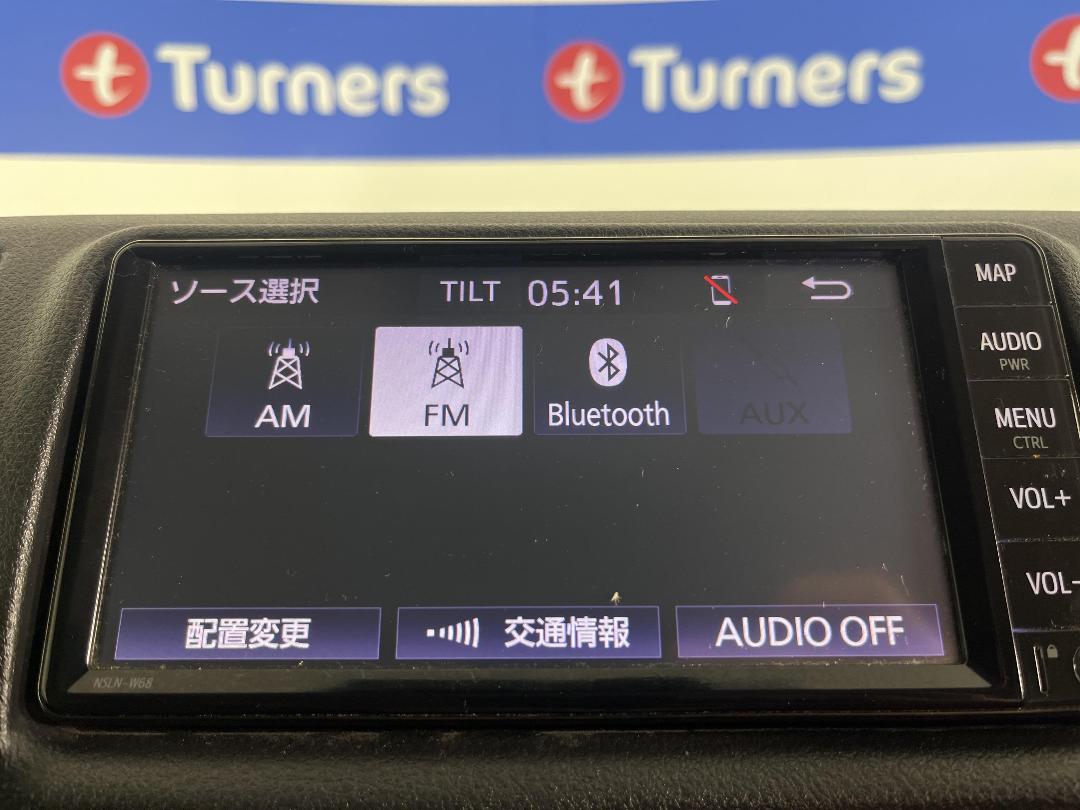 Turners Turners
ソース選択 TILT 05:41
AM FM Bluetooth AUX
配置変更 交通情報 AUDIO OFF
NSLN-W68
MAP
AUDIO
PWR
MENU
CTRL
VOL+
VOL-